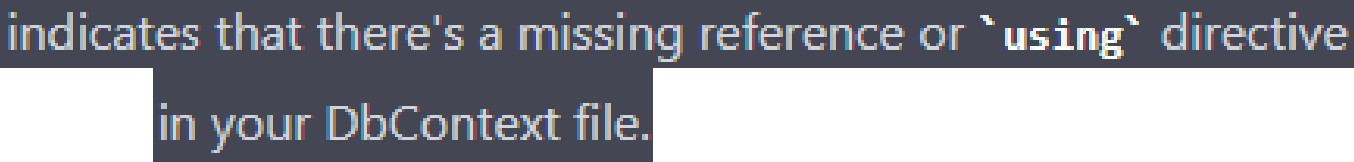 indicates that there's a missing reference or `using` directive
in your DbContext file.